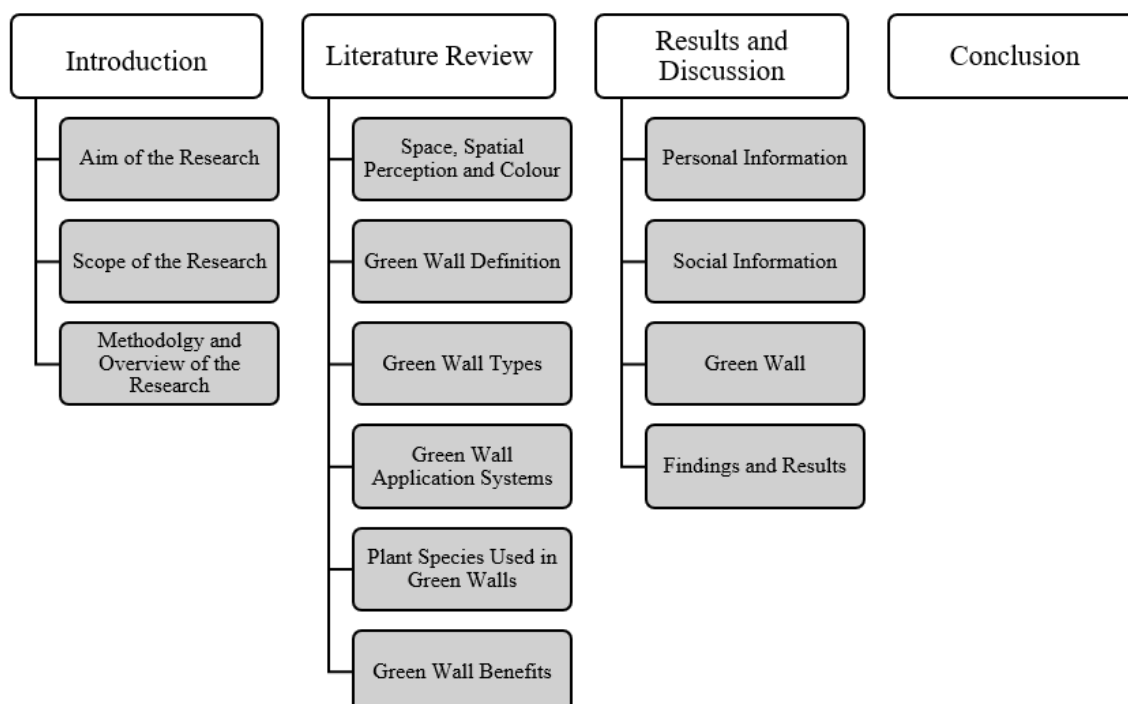 Introduction
Aim of the Research
Scope of the Research
Methodolgy and
Overview of the
Research
Literature Review
Space, Spatial
Perception and Colour
Green Wall Definition
Green Wall Types
Green Wall
Application Systems
Plant Species Used in
Green Walls
Green Wall Benefits
Results and
Discussion
Personal Information
Social Information
Green Wall
Findings and Results
Conclusion